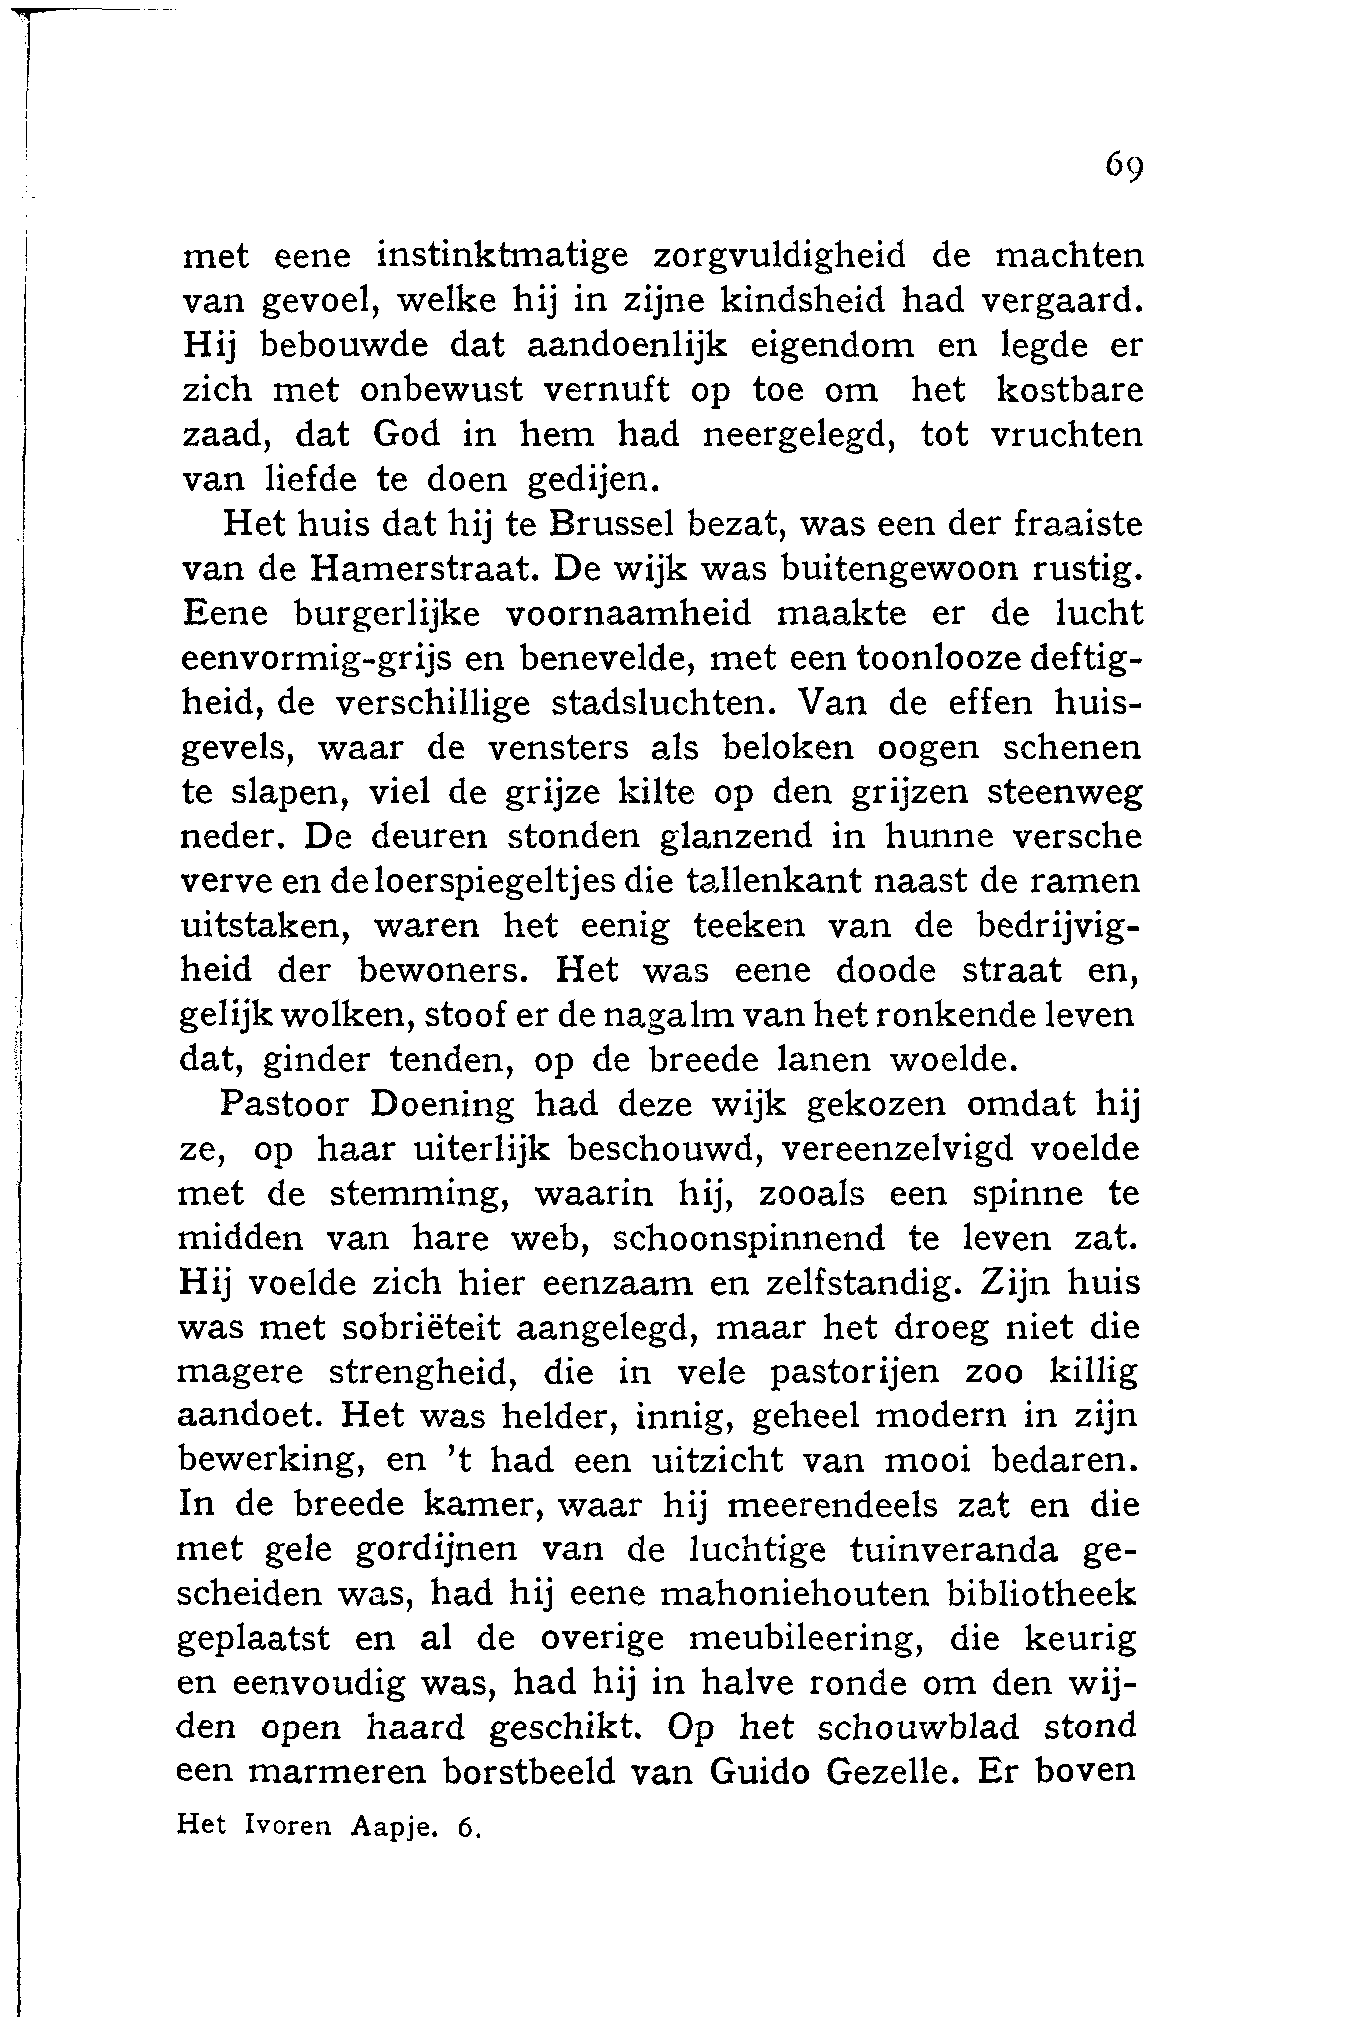 69
met eene instinktmatige zorgvuldigheid de machten
van gevoel, welke hij in zijne kindsheid had vergaard.
Hij bebouwde dat aandoenlijk eigendom en legde er
zich met onbewust vernuft op toe om het kostbare
zaad, dat God in hem had neergelegd, tot vruchten
van liefde te doen gedijen.
Het huis dat hij te Brussel bezat, was een der fraaiste
van de Hamerstraat. De wijk was buitengewoon rustig.
Eene burgerlijke voornaamheid maakte er de lucht
eenvormig-grijs en benevelde, met een toonlooze deftig-
heid, de verschillige stadsluchten. Van de effen huis-
gevels, waar de vensters als beloken oogen schenen
te slapen, viel de grijze kilte op den grijzen steenweg
neder. De deuren stonden glanzend in hunne versche
verve en de loerspiegeltjes die tallenkant naast de ramen
uitstaken, waren het eenig teeken van de bedrijvig-
heid der bewoners. Het was eene doode straat en,
gelijk wolken, stoof er de nagalm van het ronkende leven
dat, ginder tenden, op de breede lanen woelde.
Pastoor Doening had deze wijk gekozen omdat hij
ze, op haar uiterlijk beschouwd, vereenzelvigd voelde
met de stemming, waarin hij, zooals een spinne te
midden van hare web, schoonspinnend te leven zat.
Hij voelde zich hier eenzaam en zelfstandig. Zijn huis
was met sobriëteit aangelegd, maar het droeg niet die
magere strengheid, die in vele pastorijen zoo killig
aandoet. Het was helder, innig, geheel modern in zijn
bewerking, en 't had een uitzicht van mooi bedaren.
In de breede kamer, waar hij meerendeels zat en die
met gele gordijnen van de luchtige tuinveranda ge-
scheiden was, had hij eene mahoniehouten bibliotheek
geplaatst en al de overige meubileering, die keurig
en eenvoudig was, had hij in halve ronde om den wij-
den open haard geschikt. Op het schouwblad stond
een marmeren borstbeeld van Guido Gezelle. Er boven
Het Ivoren Aapje. 6.